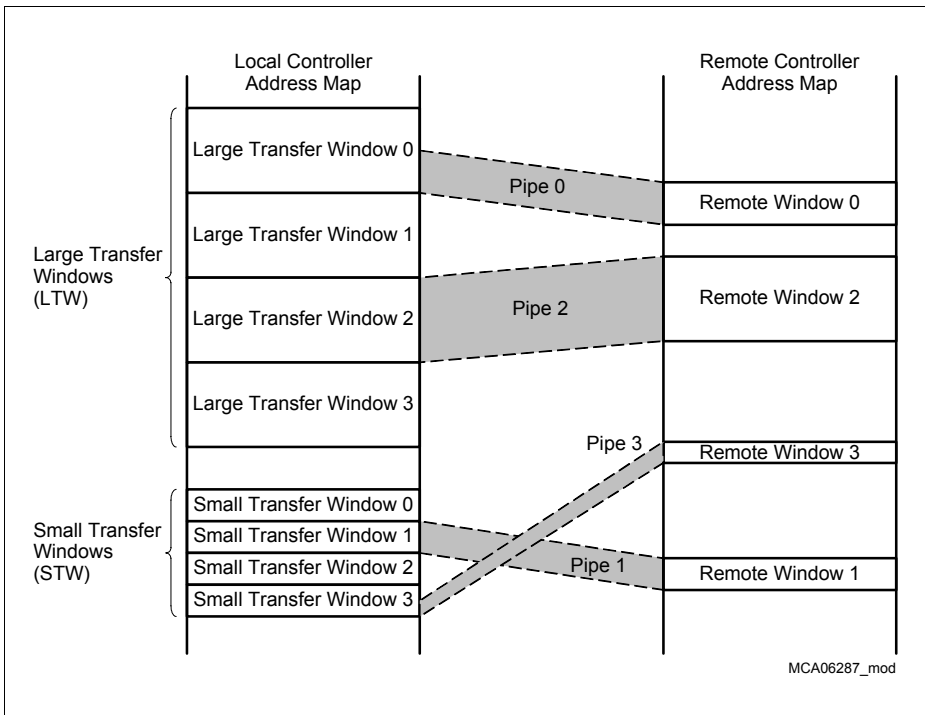 Local Controller
Address Map
Remote Controller
Address Map
Large Transfer Window 0
Pipe 0
Remote Window 0
Large Transfer Window 1
Large Transfer
Windows
(LTW)
Large Transfer Window 2
Pipe 2
Remote Window 2
Large Transfer Window 3
Pipe 3
Remote Window 3
Small Transfer Window 0
Small Transfer
Windows
(STW)
Small Transfer Window 1
Small Transfer Window 2
Pipe 1
Remote Window 1
Small Transfer Window 3
MCA06287_mod